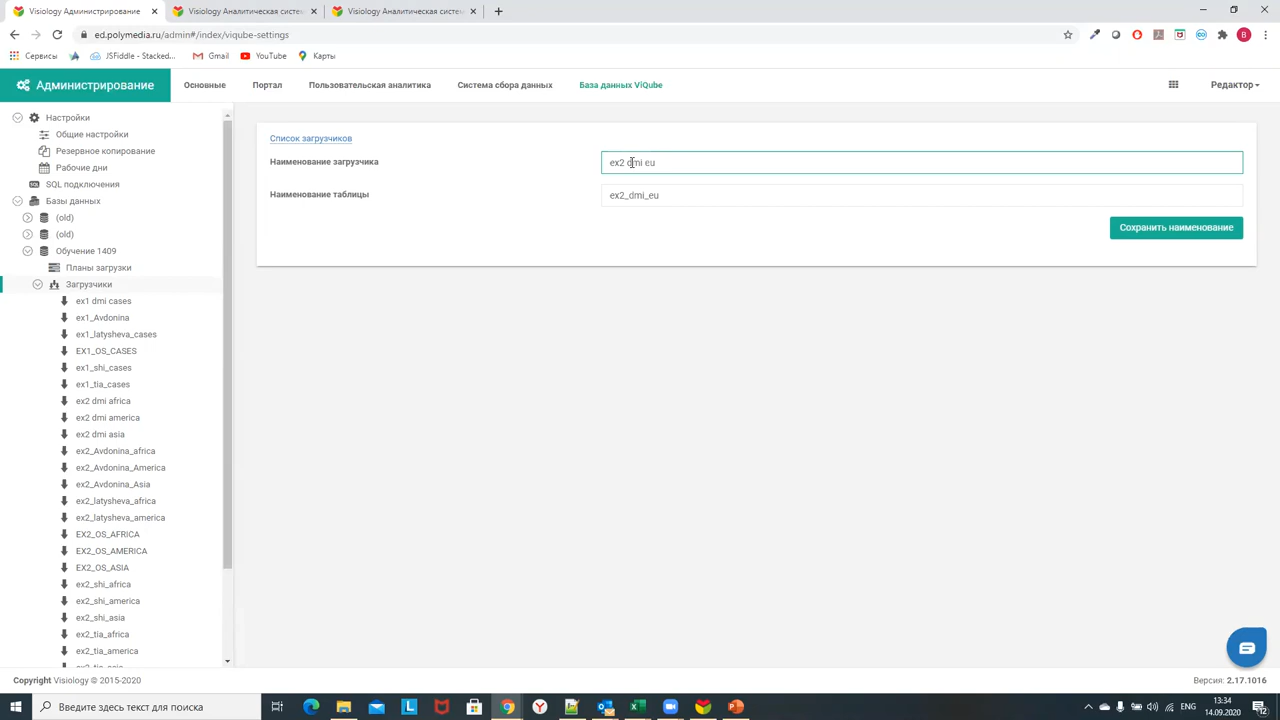 Visiology Администрирование
Visiology Аналитическая систем
Visiology Аналитическая систем
ed.polymedia.ru/admin#/index/viqube-settings
Сервисы
JSFiddle - Stacked...
Gmail
YouTube
Карты
Администрирование
Основные
Портал
Пользовательская аналитика
Система сбора данных
База данных ViQube
Редактор
Настройки
Общие настройки
Резервное копирование
Рабочие дни
SQL подключения
Базы данных
(old)
(old)
Обучение 1409
Планы загрузки
Загрузчики
ex1 dmi cases
ex1_Avdonina
ex1_latysheva_cases
EX1_OS_CASES
ex1_shi_cases
ex1_tia_cases
ex2 dmi africa
ex2 dmi america
ex2 dmi asia
ex2_Avdonina_africa
ex2_Avdonina_America
ex2_Avdonina_Asia
ex2_latysheva_africa
ex2_latysheva_america
EX2_OS_AFRICA
EX2_OS_AMERICA
EX2_OS_ASIA
ex2_shi_africa
ex2_shi_america
ex2_shi_asia
ex2_tia_africa
ex2_tia_america
Список загрузчиков
Наименование загрузчика
ex2 dmi eu
Наименование таблицы
ex2_dmi_eu
Сохранить наименование
Copyright Visiology © 2015-2020
Версия: 2.17.1016
Введите здесь текст для поиска
13:34
14.09.2020